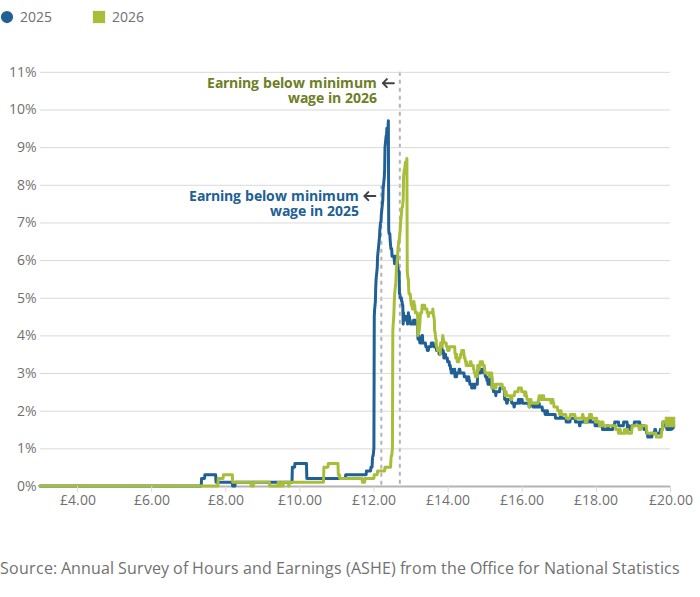 2025 2026
11%
Earning below minimum
wage in 2026
10%
9%
8%
Earning below minimum
wage in 2025
7%
6%
5%
4%
3%
2%
1%
0%
£4.00 £6.00 £8.00 £10.00 £12.00 £14.00 £16.00 £18.00 £20.00
Source: Annual Survey of Hours and Earnings (ASHE) from the Office for National Statistics